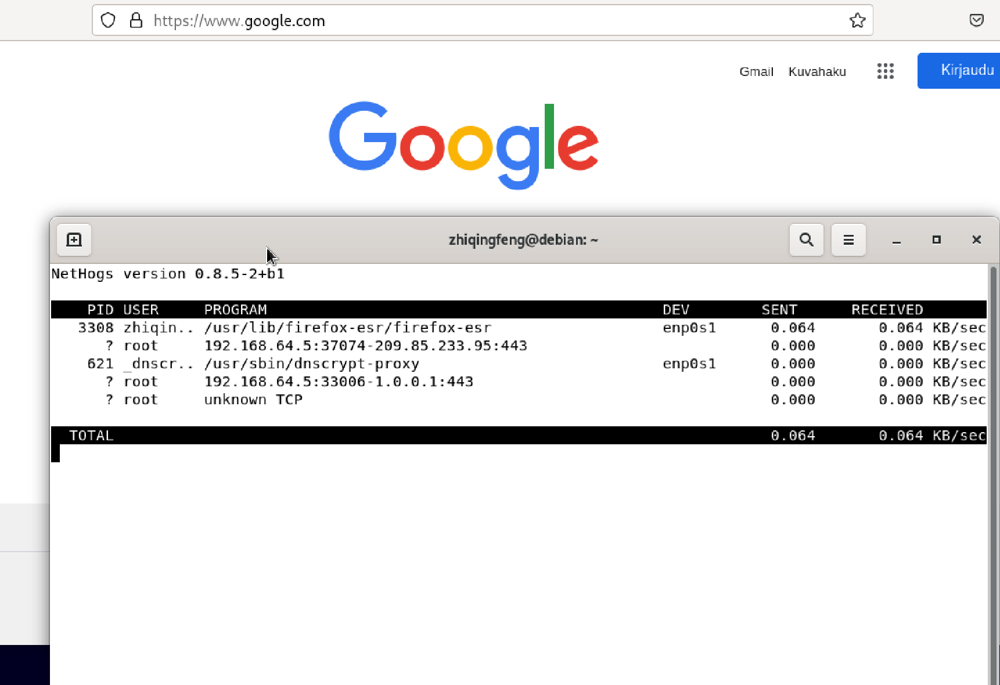 https://www.google.com
Gmail Kuvahaku Kirjaudu
Google
zhiqingfeng@debian: ~
NetHogs version 0.8.5-2+b1
PID USER PROGRAM DEV SENT RECEIVED
3308 zhiqin.. /usr/lib/firefox-esr/firefox-esr enp0s1 0.064 0.064 KB/sec
? root 192.168.64.5:37074-209.85.233.95:443 0.000 0.000 KB/sec
621 _dnscr.. /usr/sbin/dnscrypt-proxy enp0s1 0.000 0.000 KB/sec
? root 192.168.64.5:33006-1.0.0.1:443 0.000 0.000 KB/sec
? root unknown TCP 0.000 0.000 KB/sec
TOTAL 0.064 0.064 KB/sec